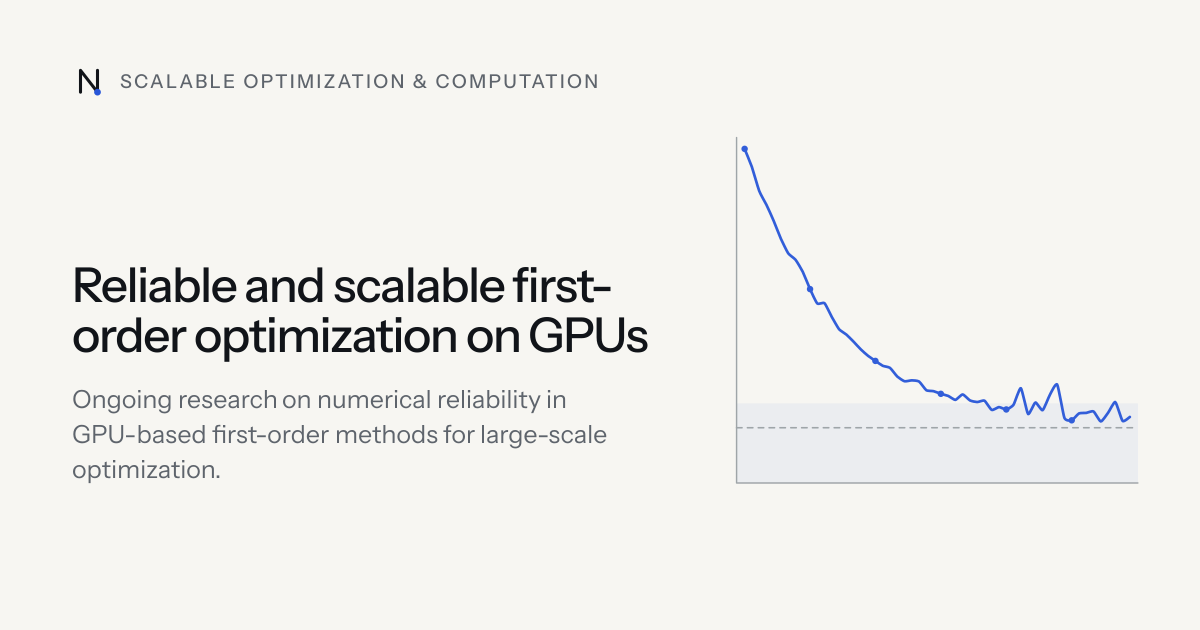 N SCALABLE OPTIMIZATION & COMPUTATION
Reliable and scalable first-
order optimization on GPUs
Ongoing research on numerical reliability in
GPU-based first-order methods for large-scale
optimization.